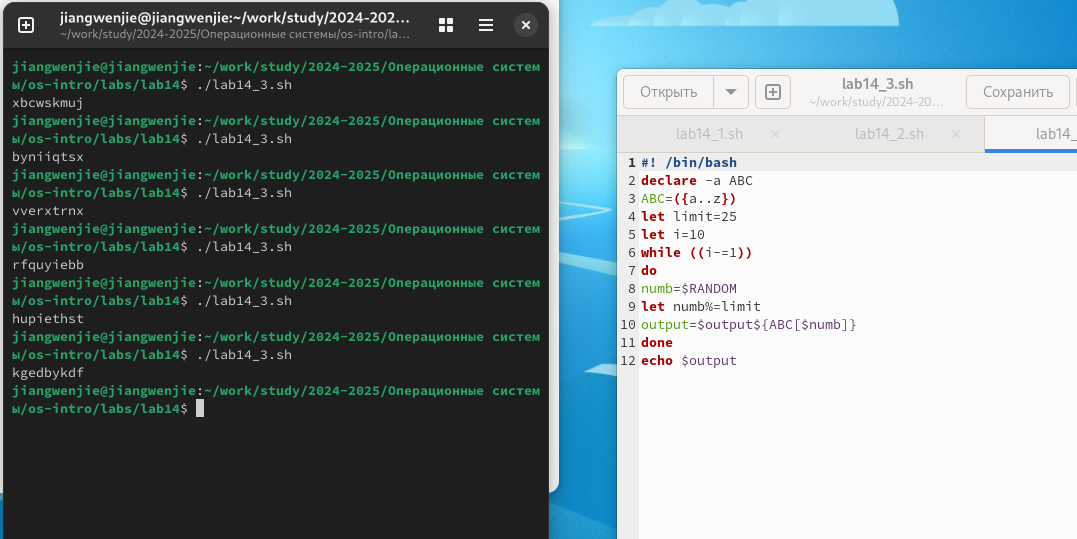 jiangwenjie@jiangwenjie:~/work/study/2024-202...
~/work/study/2024-2025/Операционные системы/os-intro/la...
jiangwenjie@jiangwenjie:~/work/study/2024-2025/Операционные систем
ы/os-intro/labs/lab14$ ./lab14_3.sh
xbcwskmuj
jiangwenjie@jiangwenjie:~/work/study/2024-2025/Операционные систем
ы/os-intro/labs/lab14$ ./lab14_3.sh
byniiqtsx
jiangwenjie@jiangwenjie:~/work/study/2024-2025/Операционные систем
ы/os-intro/labs/lab14$ ./lab14_3.sh
vverxtrnx
jiangwenjie@jiangwenjie:~/work/study/2024-2025/Операционные систем
ы/os-intro/labs/lab14$ ./lab14_3.sh
rfquyiebb
jiangwenjie@jiangwenjie:~/work/study/2024-2025/Операционные систем
ы/os-intro/labs/lab14$ ./lab14_3.sh
hupiethst
jiangwenjie@jiangwenjie:~/work/study/2024-2025/Операционные систем
ы/os-intro/labs/lab14$ ./lab14_3.sh
kgedbykdf
jiangwenjie@jiangwenjie:~/work/study/2024-2025/Операционные систем
ы/os-intro/labs/lab14$
Открыть
lab14_3.sh
~/work/study/2024-20...
Сохранить
lab14_1.sh
lab14_2.sh
lab14_
1 #! /bin/bash
2 declare -a ABC
3 ABC=({a..z})
4 let limit=25
5 let i=10
6 while ((i-=1))
7 do
8 numb=$RANDOM
9 let numb%=limit
10 output=$output${ABC[$numb]}
11 done
12 echo $output